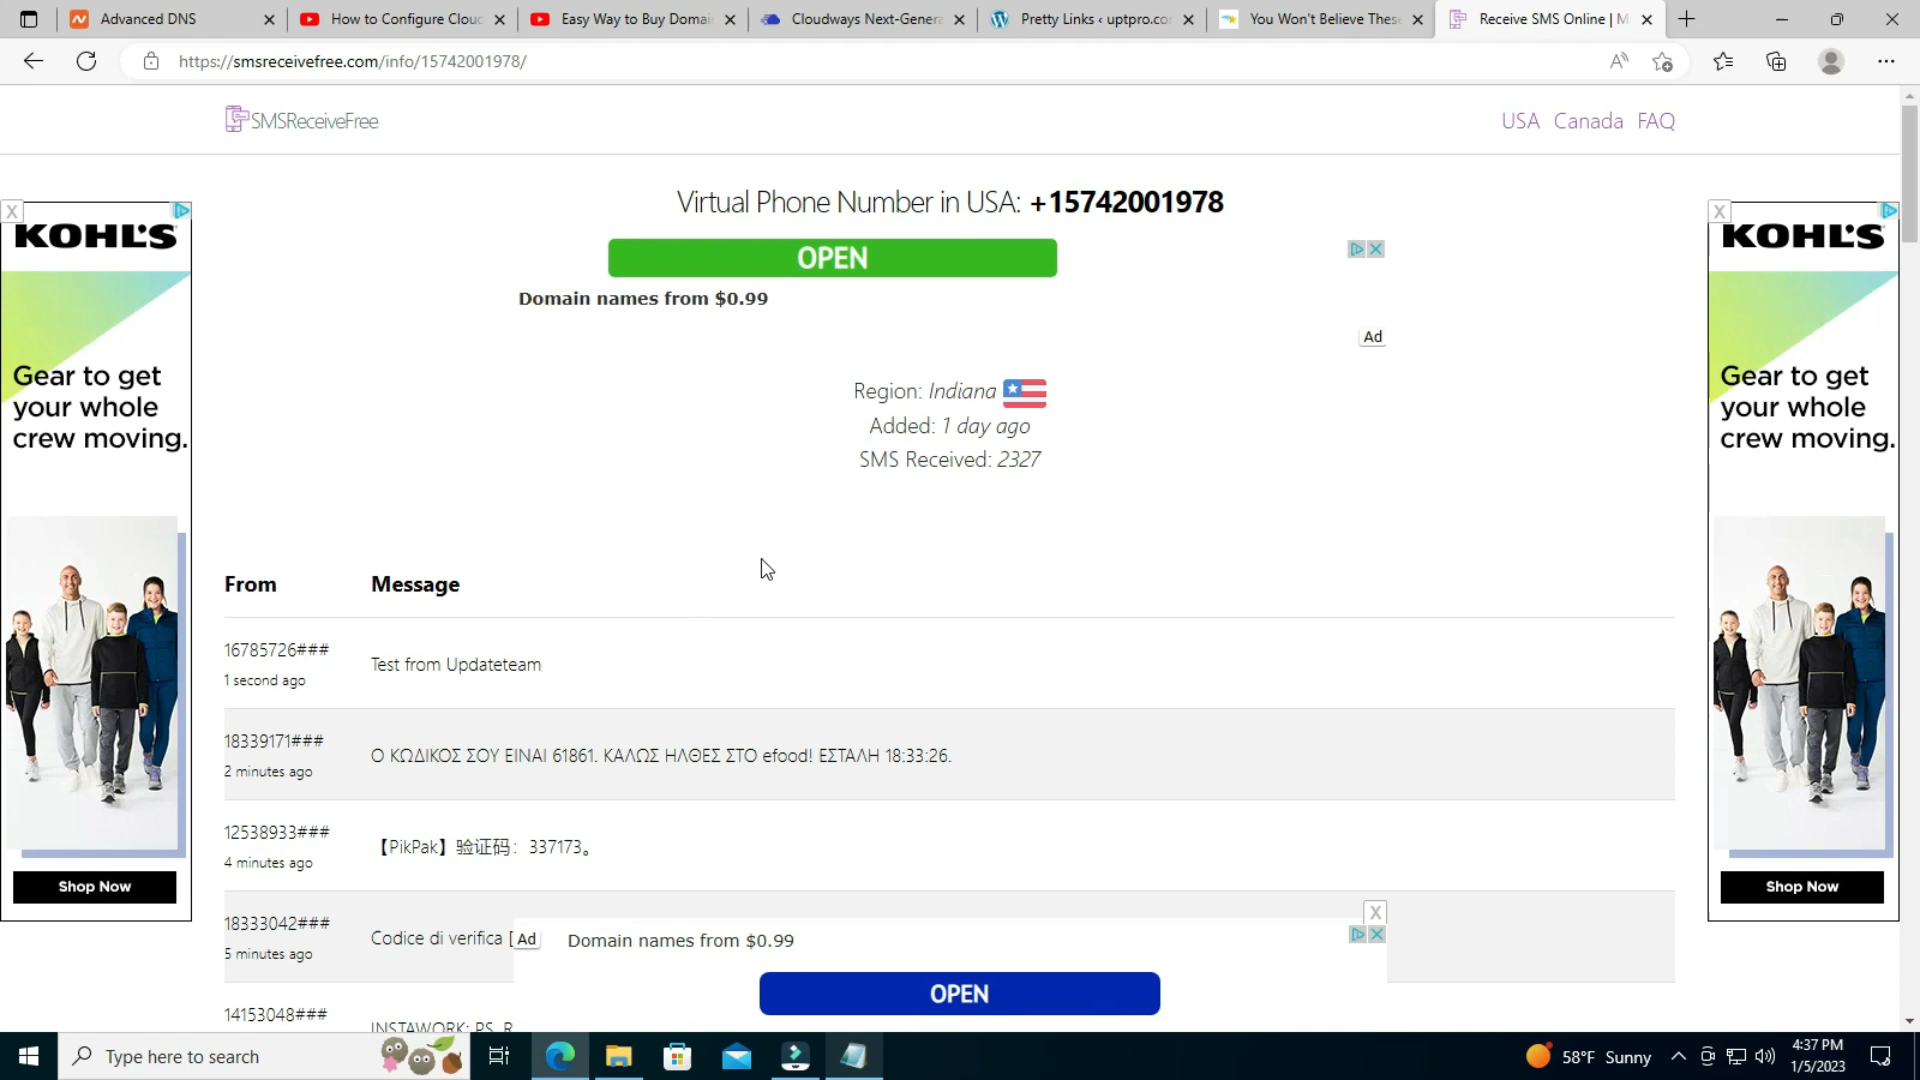 Advanced DNS
How to Configure Clou
Easy Way to Buy Domai
Cloudways Next-Genera
Pretty Links ‹ uptpro.co
You Won't Believe Thes
Receive SMS Online | M
https://smsreceivefree.com/info/15742001978/
SMSReceiveFree
USA Canada FAQ
Virtual Phone Number in USA: +15742001978
OPEN
Domain names from $0.99
Ad
Region: Indiana
Added: 1 day ago
SMS Received: 2327
X
KOHL'S
Gear to get
your whole
crew moving.
Shop Now
X
KOHL'S
Gear to get
your whole
crew moving.
Shop Now
From Message
16785726###
1 second ago
Test from Updateteam
18339171###
2 minutes ago
Ο ΚΩΔΙΚΟΣ ΣΟΥ ΕΙΝΑΙ 61861. ΚΑΛΩΣ ΗΛΘΕΣ ΣΤΟ efood! ΕΣΤΑΛΗ 18:33:26.
12538933###
4 minutes ago
【PikPak】验证码：337173。
18333042###
5 minutes ago
Codice di verifica [
X
Ad
Domain names from $0.99
OPEN
14153048###
INSTAWORK: PS, R
Type here to search
58°F Sunny
4:37 PM
1/5/2023